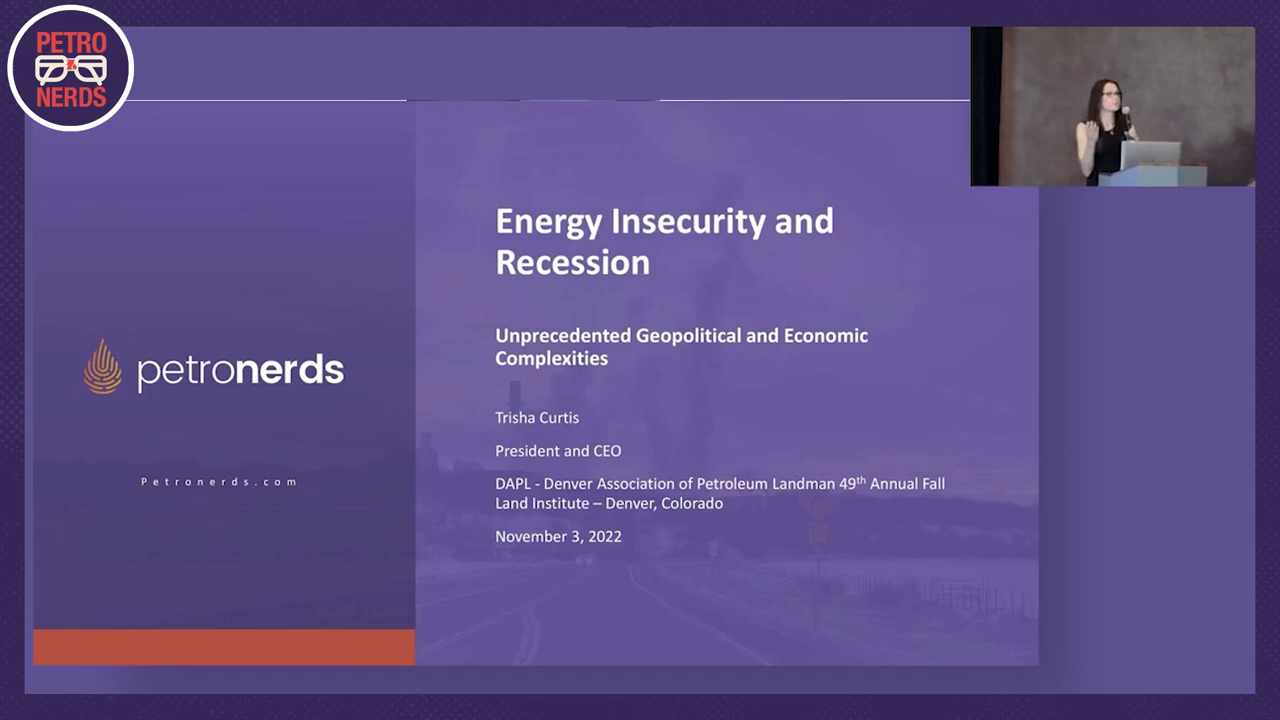 PETRO
NERDS
Energy Insecurity and
Recession
Unprecedented Geopolitical and Economic
Complexities
petronerds
Petronerds.com
Trisha Curtis
President and CEO
DAPL - Denver Association of Petroleum Landman 49th Annual Fall
Land Institute – Denver, Colorado
November 3, 2022